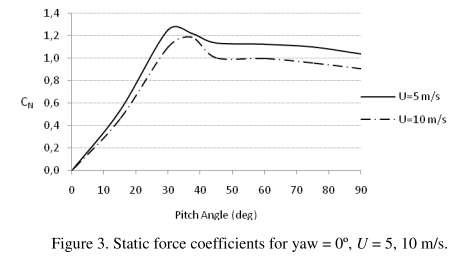 1,4
1,2
1,0
0,8
0,6
0,4
0,2
0,0
C_N
0 10 20 30 40 50 60 70 80 90
Pitch Angle (deg)
U=5 m/s
U=10 m/s
Figure 3. Static force coefficients for yaw = 0º, U = 5, 10 m/s.